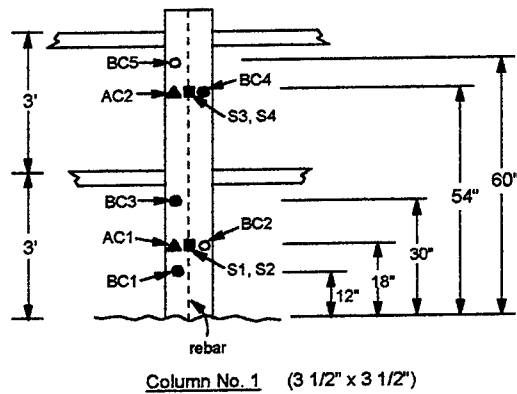 BC5
BC4
AC2
S3, S4
3'
60"
54"
BC3
BC2
AC1
30"
3'
S1, S2
18"
BC1
12"
rebar
Column No. 1 (3 1/2" x 3 1/2")